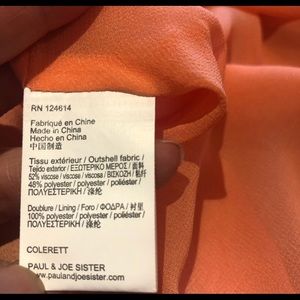 RN 124614
Fabriqué en Chine
Made in China
Hecho en China
中国制造
Tissu extérieur / Outshell fabric /
Tejido exterior / ΕΞΩΤΕΡΙΚΟ ΜΕΡΟΣ / 面料
52% viscose / viscose / viscosa / ΒΙΣΚΟΖΗ / 粘纤
48% polyester / polyester / poliéster /
ΠΟΛΥΕΣΤΕΡΙΚΗ / 涤纶
Doublure / Lining / Foro / ΦΟΔΡΑ / 衬里
100% polyester / polyester / poliéster /
ΠΟΛΥΕΣΤΕΡΙΚΗ / 涤纶
COLERETT
PAUL & JOE SISTER
www.paulandjoesister.com